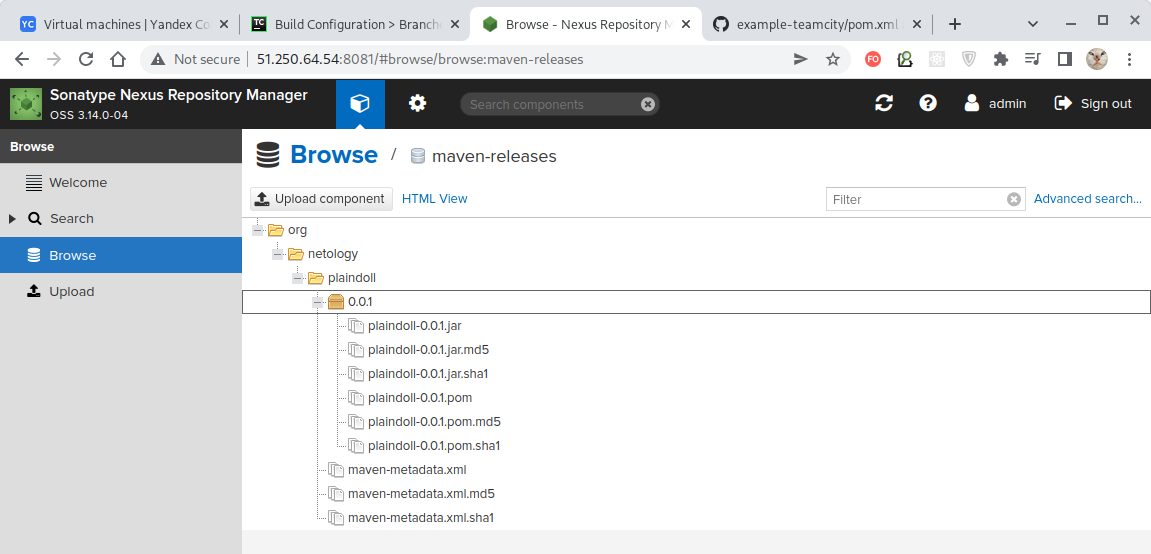 YC Virtual machines | Yandex Co
TC Build Configuration > Branche
Browse - Nexus Repository M
example-teamcity/pom.xml
Not secure | 51.250.64.54:8081/#browse/browse:maven-releases
FO
Sonatype Nexus Repository Manager
OSS 3.14.0-04
Search components
admin
Sign out
Browse
Welcome
Search
Browse
Upload
Browse / maven-releases
Upload component
HTML View
Filter
Advanced search...
org
netology
plaindoll
0.0.1
plaindoll-0.0.1.jar
plaindoll-0.0.1.jar.md5
plaindoll-0.0.1.jar.sha1
plaindoll-0.0.1.pom
plaindoll-0.0.1.pom.md5
plaindoll-0.0.1.pom.sha1
maven-metadata.xml
maven-metadata.xml.md5
maven-metadata.xml.sha1